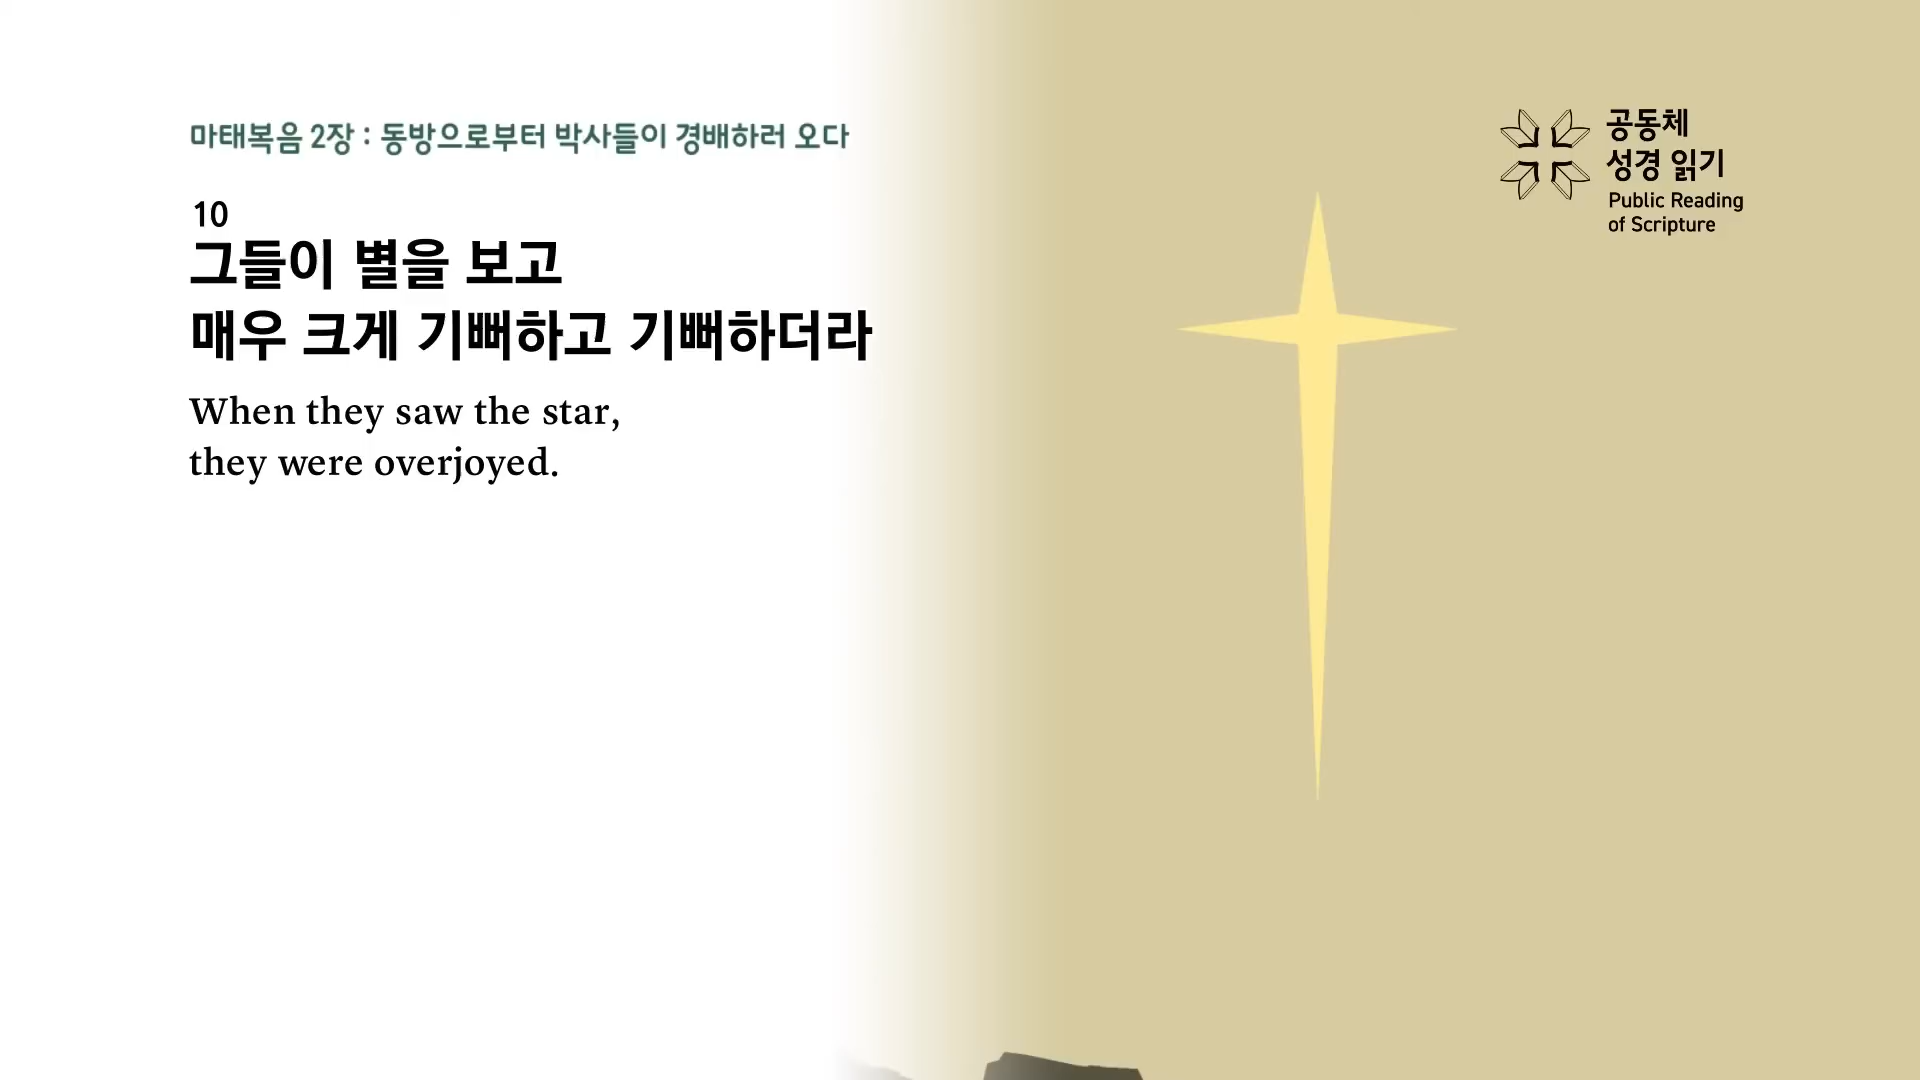 마태복음 2장 : 동방으로부터 박사들이 경배하러 오다
10
그들이 별을 보고
매우 크게 기뻐하고 기뻐하더라
When they saw the star,
they were overjoyed.
공동체
성경 읽기
Public Reading
of Scripture